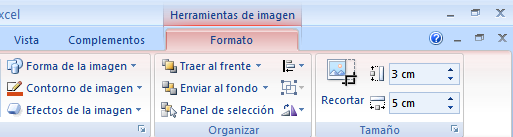 xcel
Herramientas de imagen
Vista Complementos Formato
Forma de la imagen Traer al frente 3 cm
Contorno de imagen Enviar al fondo
Recortar 5 cm
Efectos de la imagen Panel de selección
Organizar Tamaño